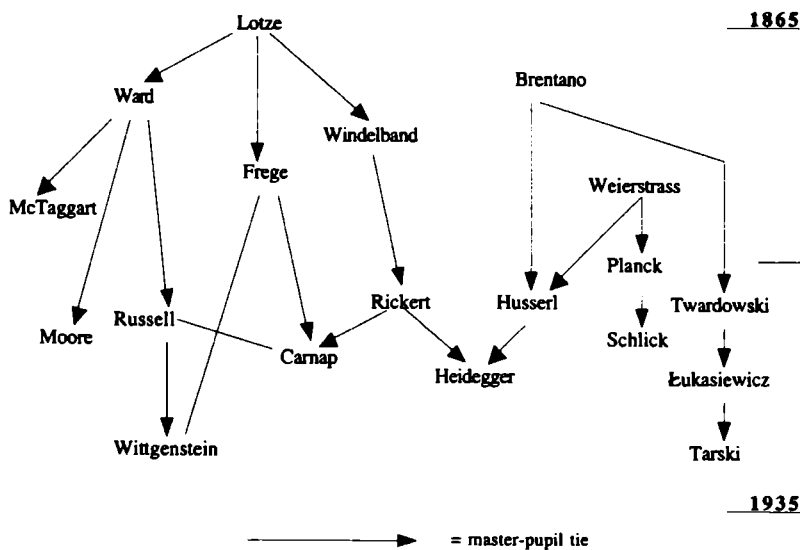 Lotze
1865
Brentano
Ward
Windelband
Frege
Weierstrass
McTaggart
Planck
Rickert
Husserl
Twardowski
Russell
Moore
Schlick
Carnap
Heidegger
Łukasiewicz
Wittgenstein
Tarski
1935
= master-pupil tie